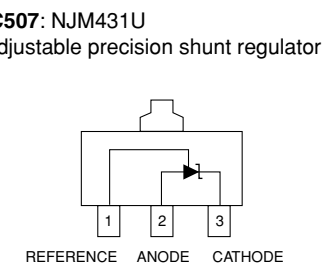 C507: NJM431U
djustable precision shunt regulator
1 2 3
REFERENCE ANODE CATHODE